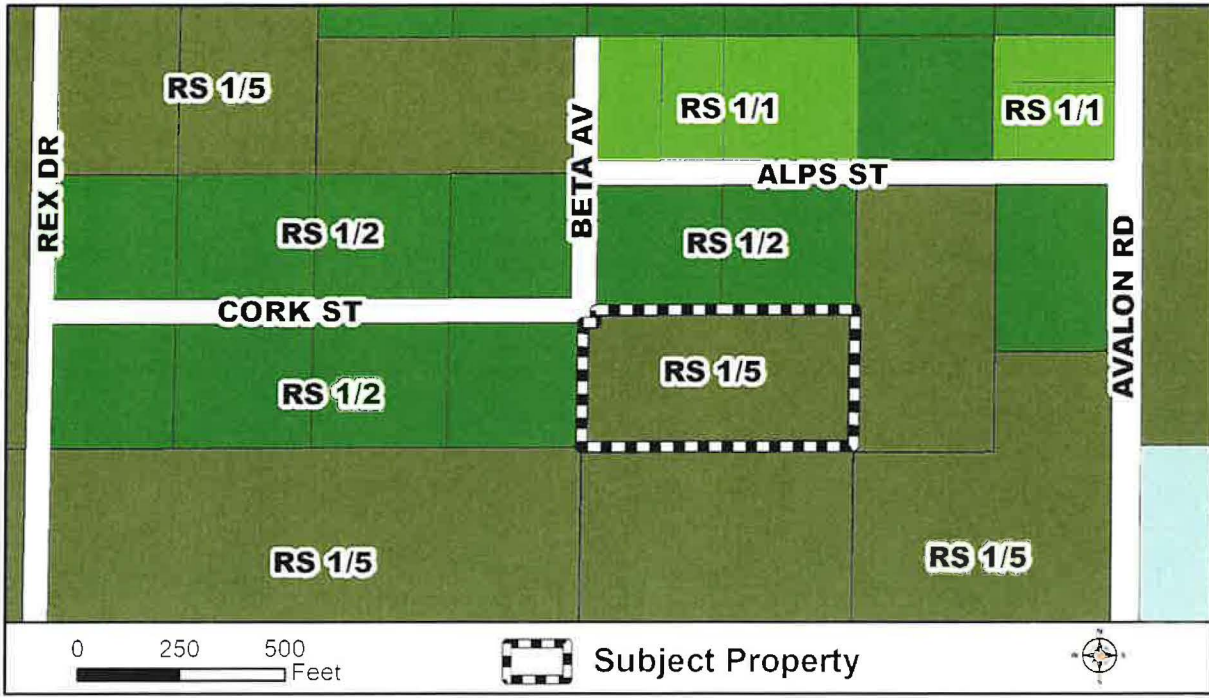 RS 1/5
RS 1/1
RS 1/1
REX DR
BETA AV
ALPS ST
RS 1/2
RS 1/2
AVALON RD
CORK ST
RS 1/5
RS 1/2
RS 1/5
RS 1/5
0 250 500
Feet
Subject Property